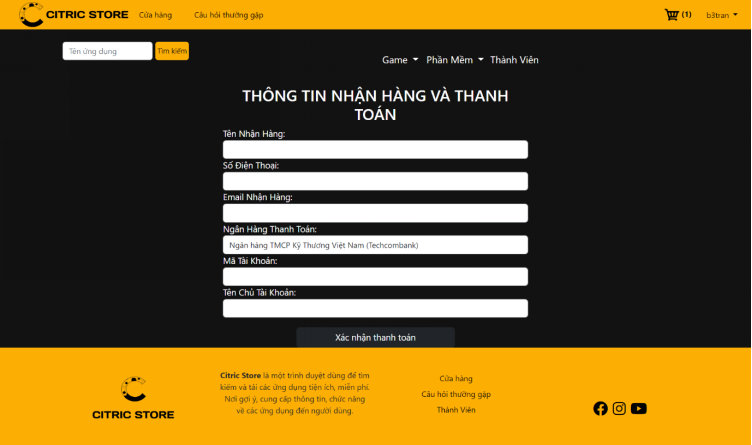 CITRIC STORE Cửa hàng Câu hỏi thường gặp (1) b3tran
Tên ứng dụng Tìm kiếm
Game Phần Mềm Thành Viên
THÔNG TIN NHẬN HÀNG VÀ THANH
TOÁN
Tên Nhận Hàng:
Số Điện Thoại:
Email Nhận Hàng:
Ngân Hàng Thanh Toán:
Ngân hàng TMCP Kỹ Thương Việt Nam (Techcombank)
Mã Tài Khoản:
Tên Chủ Tài Khoản:
Xác nhận thanh toán
CITRIC STORE
Citric Store là một trình duyệt dùng để tìm
kiếm và tải các ứng dụng tiện ích, miễn phí.
Nơi gợi ý, cung cấp thông tin, chức năng
về các ứng dụng đến người dùng.
Cửa hàng
Câu hỏi thường gặp
Thành Viên